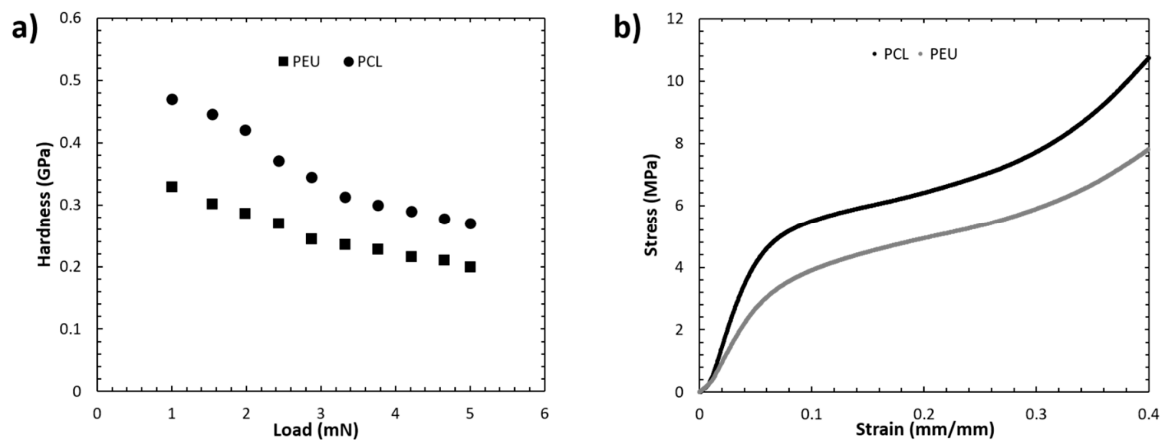 a)
PEU PCL
Hardness (GPa)
0.6
0.5
0.4
0.3
0.2
0.1
0
0 1 2 3 4 5 6
Load (mN)
b)
PCL PEU
Stress (MPa)
12
10
8
6
4
2
0
0 0.1 0.2 0.3 0.4
Strain (mm/mm)